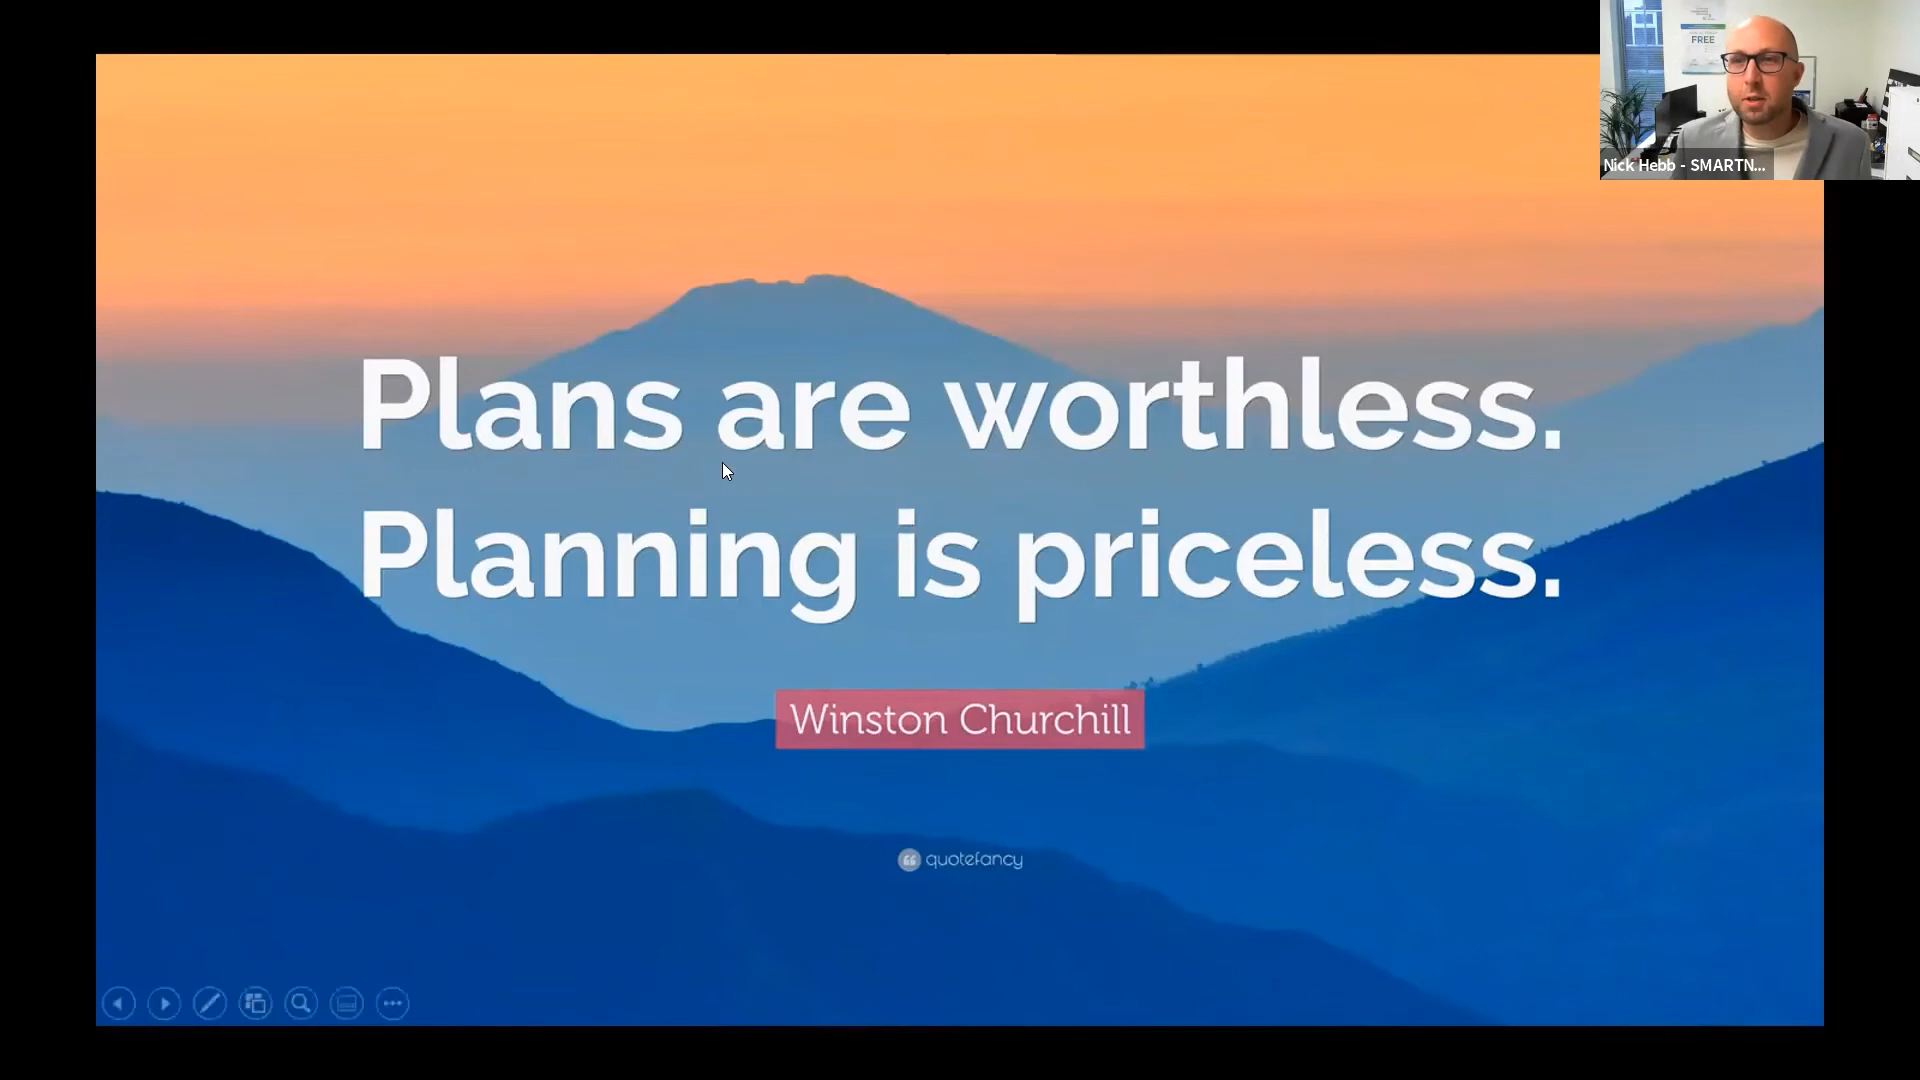 FREE
Nick Hebb - SMARTN...
Plans are worthless.
Planning is priceless.
Winston Churchill
quotefancy